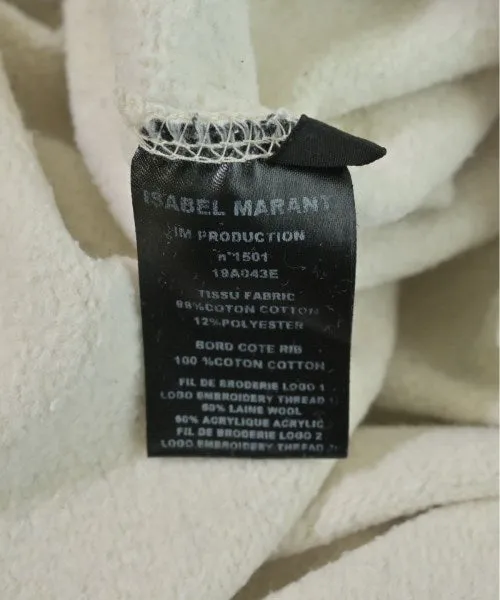 ISABEL MARANT
IM PRODUCTION
n°1501
19A043E
TISSU FABRIC
88%COTON COTTON
12%POLYESTER
BORD COTE RIB
100 %COTON COTTON
FIL DE BRODERIE LOGO 1
LOGO EMBROIDERY THREAD 1
50% LAINE WOOL
50% ACRYLIQUE ACRYLIC
FIL DE BRODERIE LOGO 2
LOGO EMBROIDERY THREAD 2